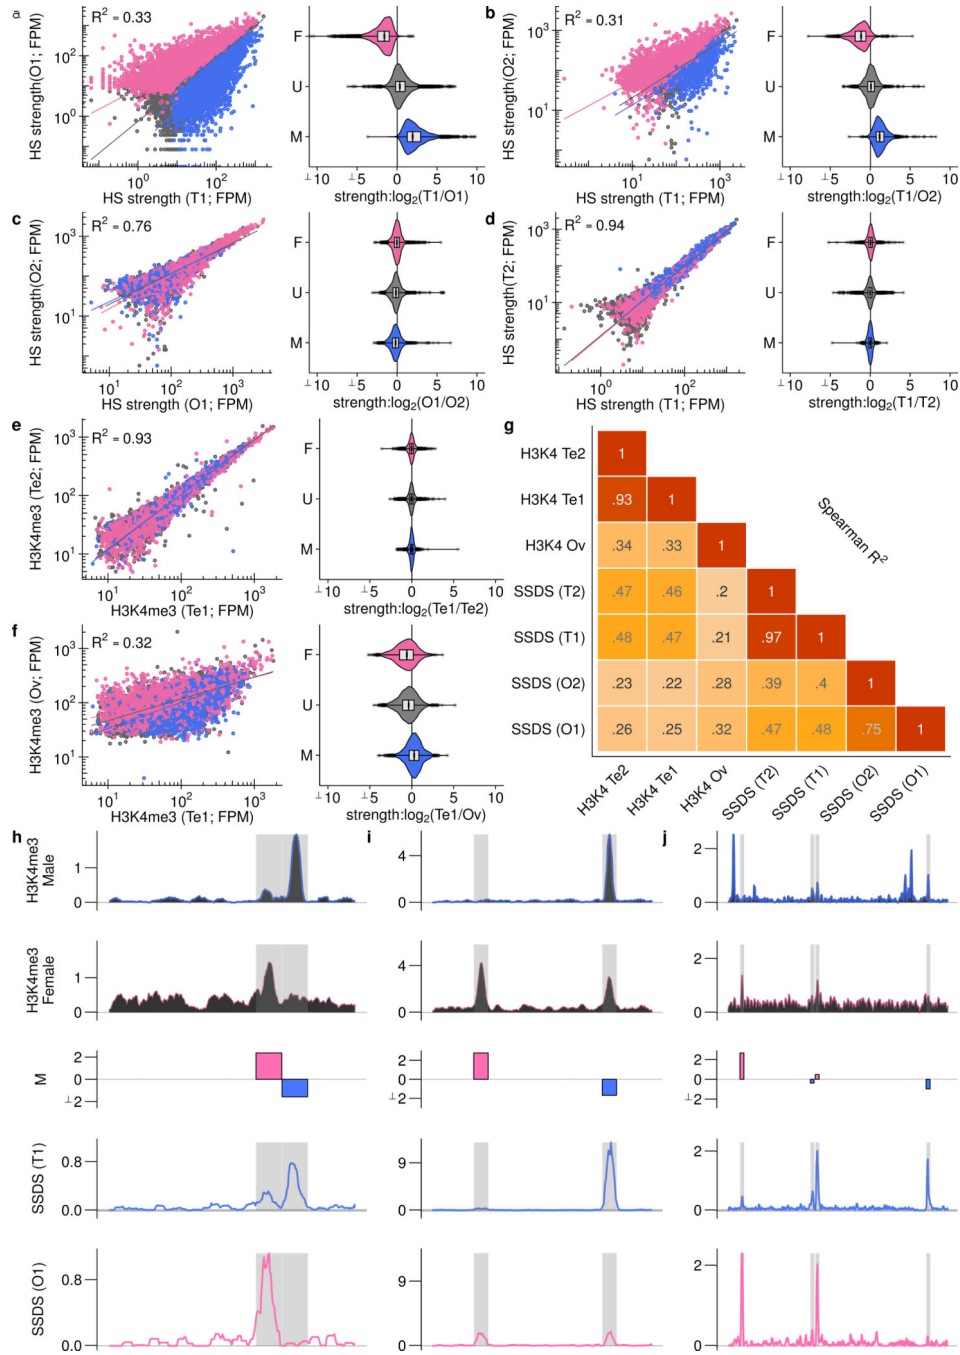 a
R² = 0.33
HS strength(O1; FPM)
10²
10⁰
10⁰
10²
HS strength (T1; FPM)
F
U
M
⊥10
⊥5
0
5
10
strength:log₂(T1/O1)
b
R² = 0.31
HS strength(O2; FPM)
10³
10¹
10¹
10³
HS strength (T1; FPM)
F
U
M
⊥10
⊥5
0
5
10
strength:log₂(T1/O2)
c
R² = 0.76
HS strength(O2; FPM)
10³
10¹
10¹
10²
10³
HS strength (O1; FPM)
F
U
M
⊥10
⊥5
0
5
10
strength:log₂(O1/O2)
d
R² = 0.94
HS strength(T2; FPM)
10³
10¹
10⁰
10¹
10²
10³
HS strength (T1; FPM)
F
U
M
⊥10
⊥5
0
5
10
strength:log₂(T1/T2)
e
R² = 0.93
H3K4me3 (Te2; FPM)
10³
10²
10¹
10¹
10²
10³
H3K4me3 (Te1; FPM)
F
U
M
⊥10
⊥5
0
5
10
strength:log₂(Te1/Te2)
f
R² = 0.32
H3K4me3 (Ov; FPM)
10³
10²
10¹
10¹
10²
10³
H3K4me3 (Te1; FPM)
F
U
M
⊥10
⊥5
0
5
10
strength:log₂(Te1/Ov)
g
Spearman R²
H3K4 Te2
1
H3K4 Te1
.93 1
H3K4 Ov
.34 .33 1
SSDS (T2)
.47 .46 .2 1
SSDS (T1)
.48 .47 .21 .97 1
SSDS (O2)
.23 .22 .28 .39 .4 1
SSDS (O1)
.26 .25 .32 .47 .48 .75 1
H3K4 Te2
H3K4 Te1
H3K4 Ov
SSDS (T2)
SSDS (T1)
SSDS (O2)
SSDS (O1)
h
i
j
H3K4me3
Male
1
0
4
0
2
0
H3K4me3
Female
1
0
4
0
2
0
M
2
0
⊥2
2
0
⊥2
2
0
⊥2
SSDS (T1)
0.8
0.0
9
0
2
0
SSDS (O1)
0.8
0.0
9
0
2
0